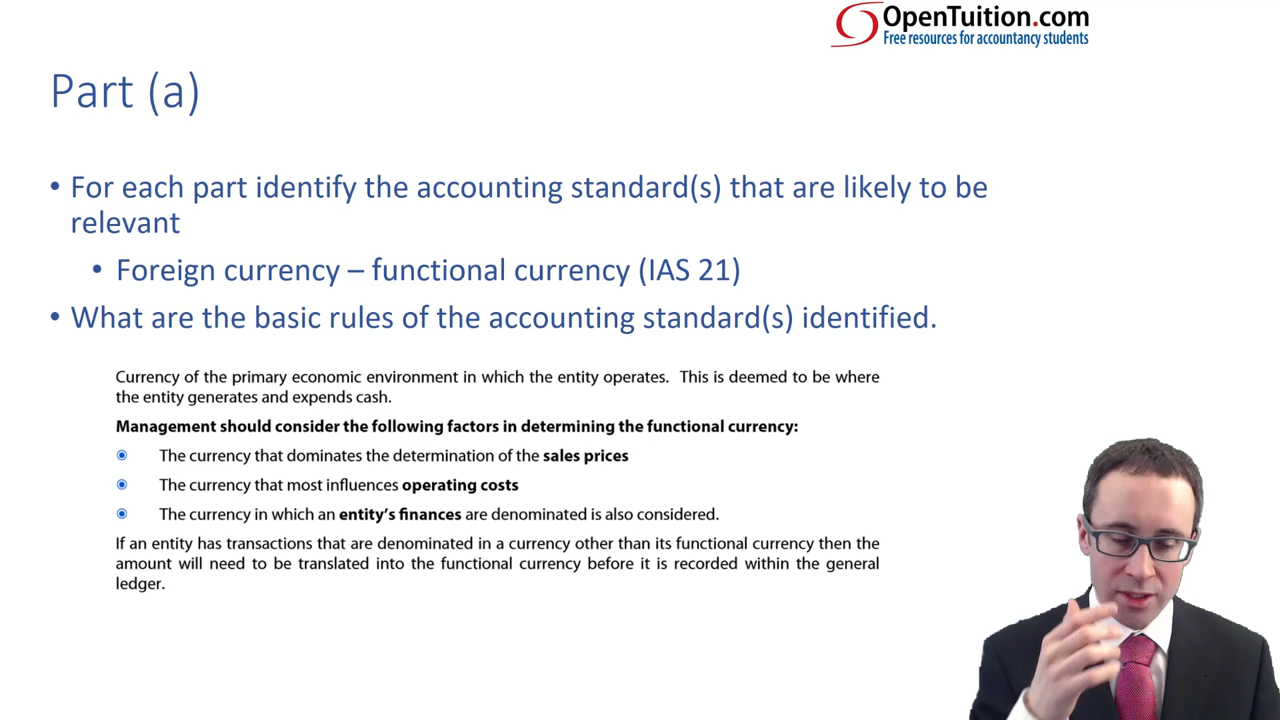 OpenTuition.com
Free resources for accountancy students
Part (a)
• For each part identify the accounting standard(s) that are likely to be
relevant
• Foreign currency – functional currency (IAS 21)
• What are the basic rules of the accounting standard(s) identified.
Currency of the primary economic environment in which the entity operates. This is deemed to be where
the entity generates and expends cash.
Management should consider the following factors in determining the functional currency:
The currency that dominates the determination of the sales prices
The currency that most influences operating costs
The currency in which an entity's finances are denominated is also considered.
If an entity has transactions that are denominated in a currency other than its functional currency then the
amount will need to be translated into the functional currency before it is recorded within the general
ledger.